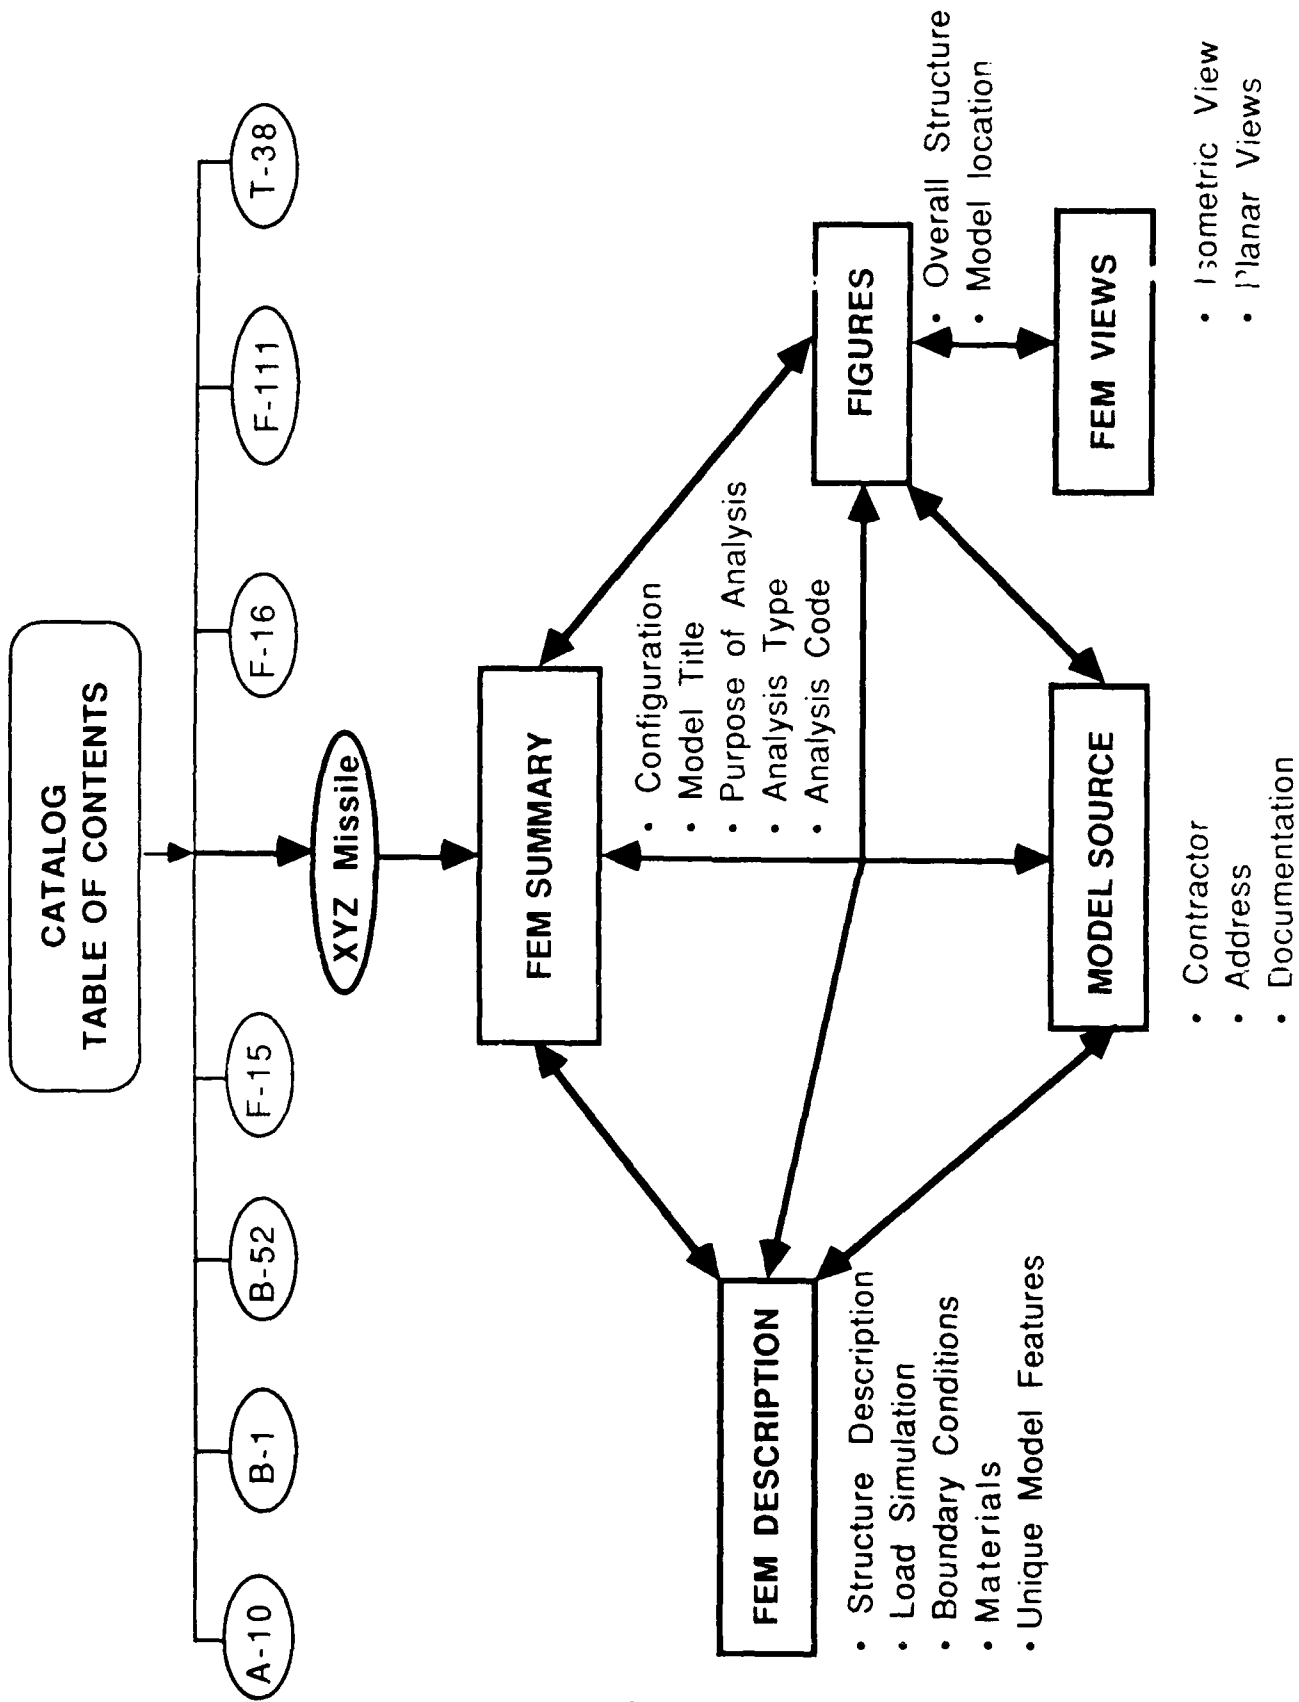 CATALOG
TABLE OF CONTENTS
A-10
B-1
B-52
F-15
XYZ Missile
F-16
F-111
T-38
FEM SUMMARY
• Configuration
• Model Title
• Purpose of Analysis
• Analysis Type
• Analysis Code
FEM DESCRIPTION
• Structure Description
• Load Simulation
• Boundary Conditions
• Materials
• Unique Model Features
FIGURES
• Overall Structure
• Model location
MODEL SOURCE
• Contractor
• Address
• Documentation
FEM VIEWS
• Isometric View
• Planar Views